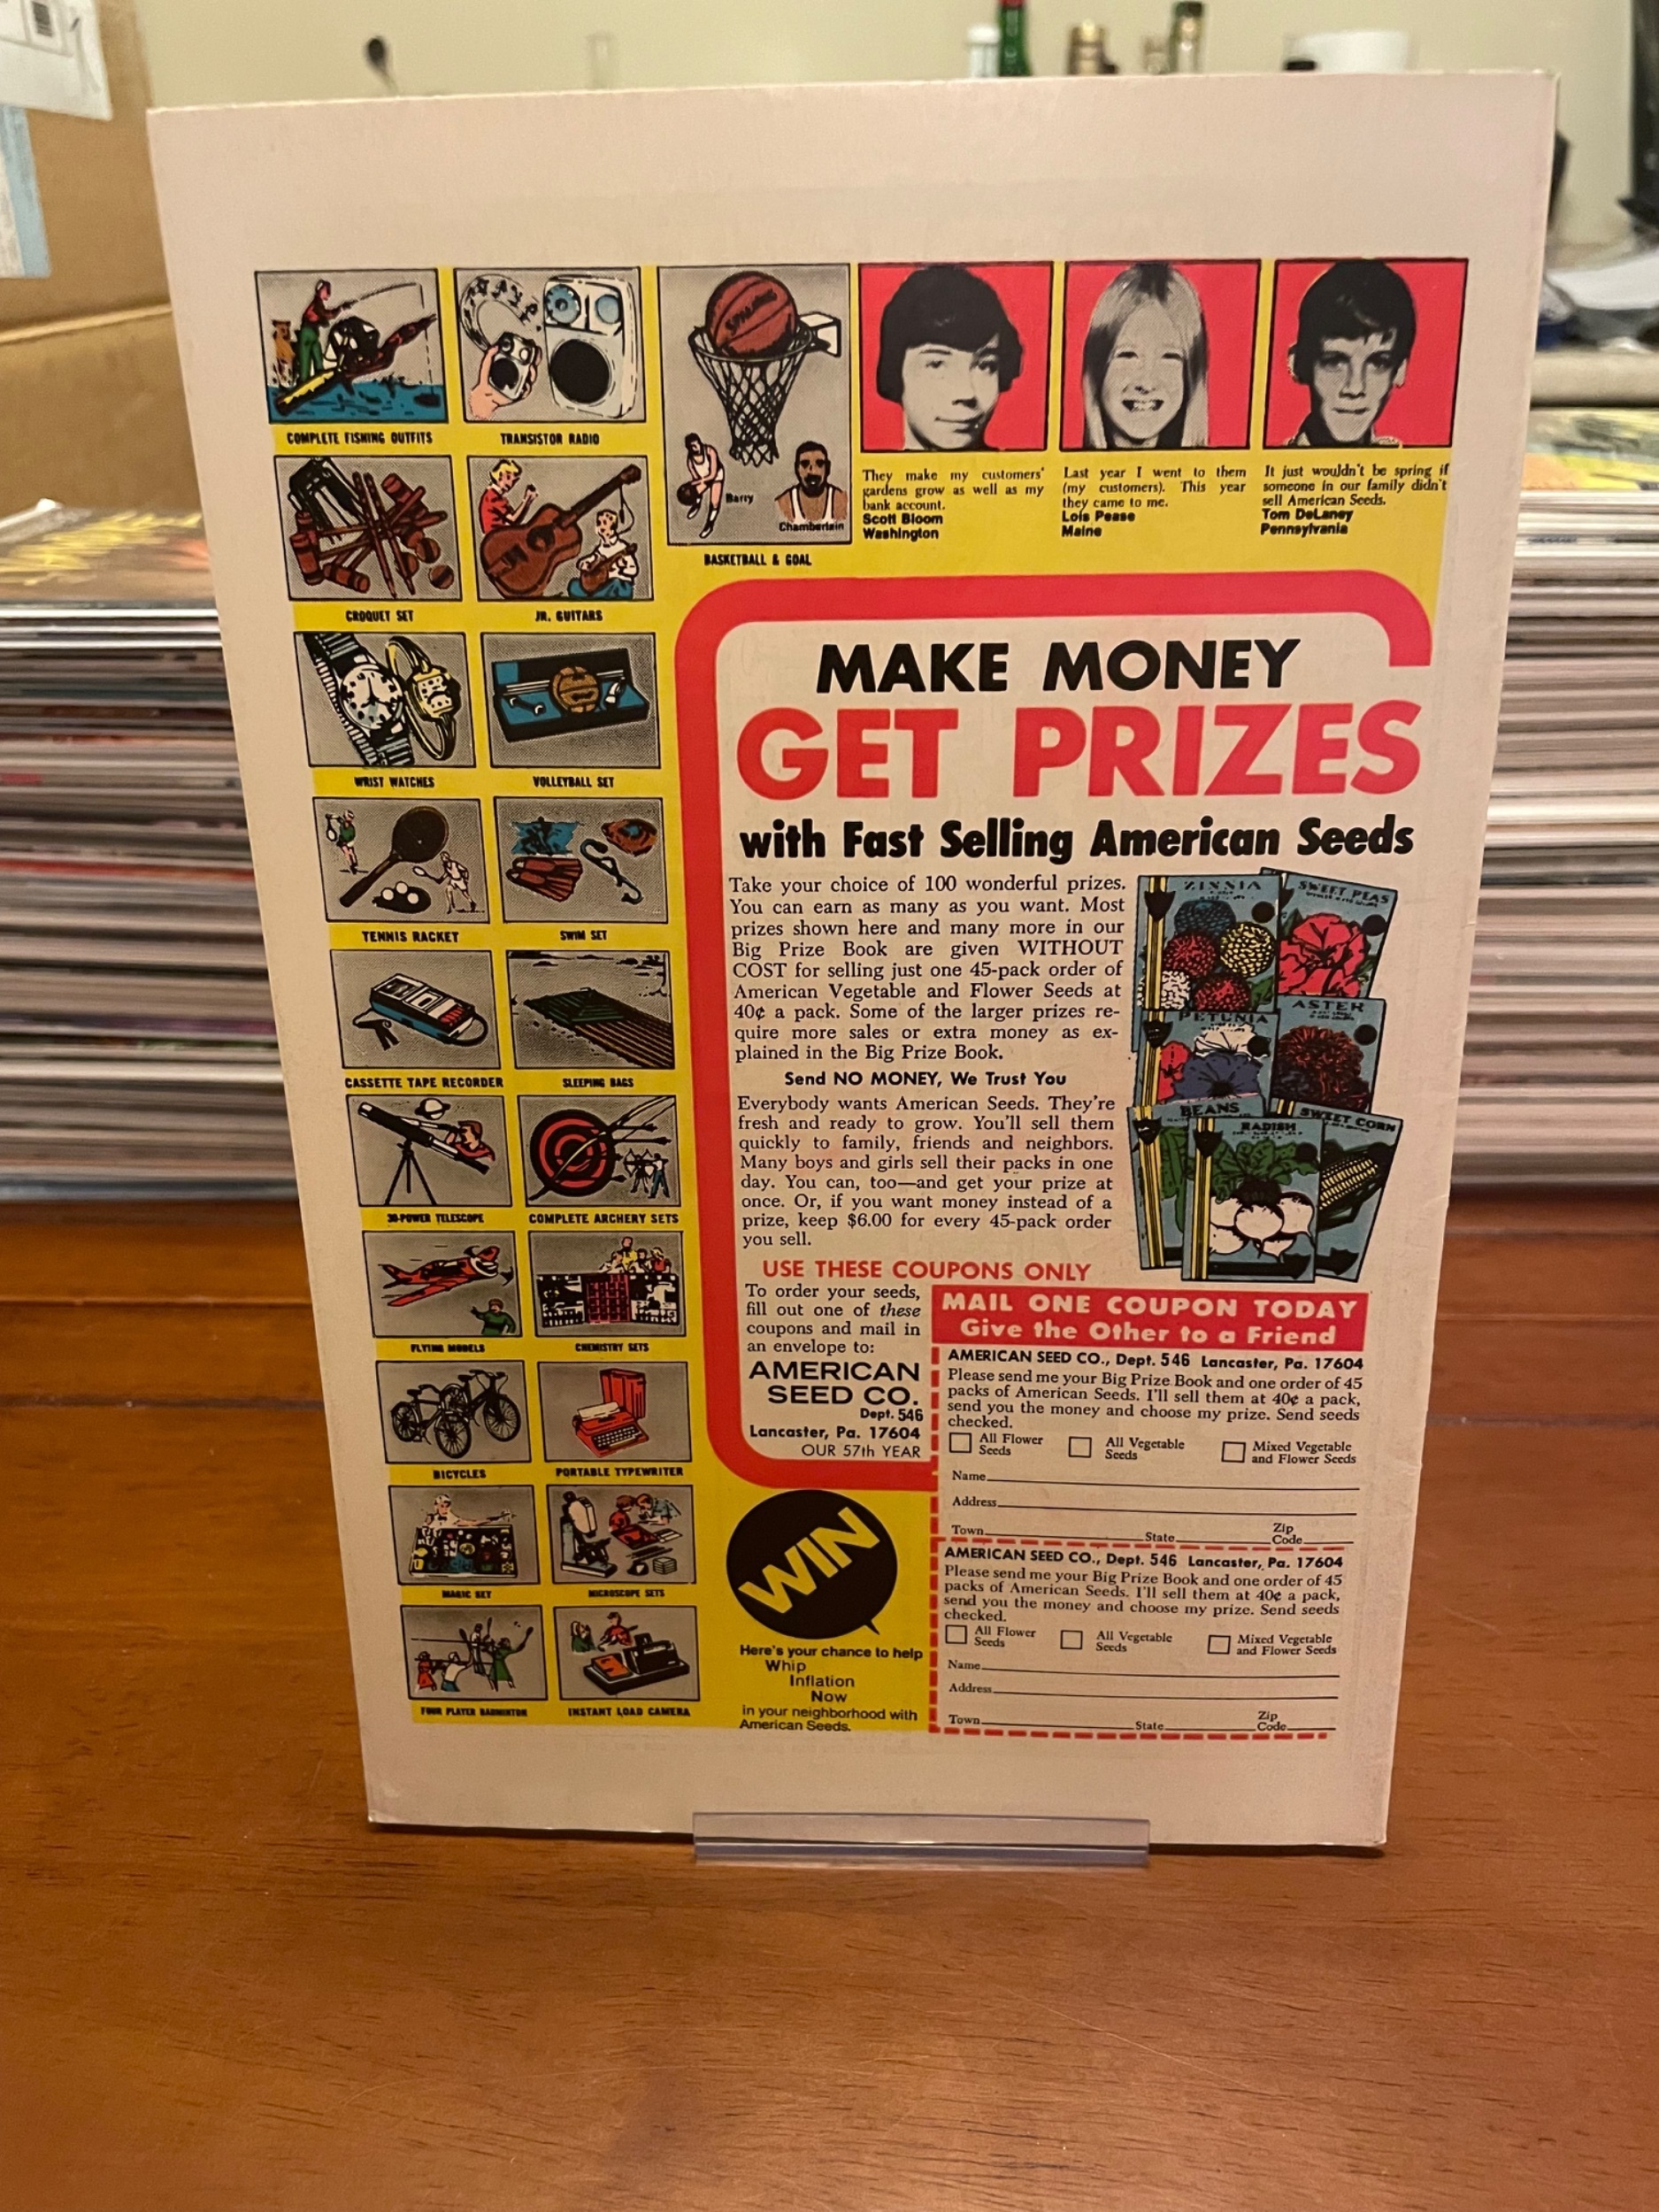 COMPLETE FISHING OUTFITS
TRANSISTOR RADIO
CROQUET SET
JR. GUITARS
WRIST WATCHES
VOLLEYBALL SET
TENNIS RACKET
SWIM SET
CASSETTE TAPE RECORDER
SLEEPING BAGS
30-POWER TELESCOPE
COMPLETE ARCHERY SETS
FLYING MODELS
CHEMISTRY SETS
BICYCLES
PORTABLE TYPEWRITER
MAGIC SET
MICROSCOPE SETS
FOUR PLAYER BADMINTON
INSTANT LOAD CAMERA
Spalding
Barry
Chamberlain
BASKETBALL & GOAL
They make my customers'
gardens grow as well as my
bank account.
Scott Bloom
Washington
Last year I went to them
(my customers). This year
they came to me.
Lois Pease
Maine
It just wouldn't be spring if
someone in our family didn't
sell American Seeds.
Tom DeLaney
Pennsylvania
MAKE MONEY
GET PRIZES
with Fast Selling American Seeds
Take your choice of 100 wonderful prizes.
You can earn as many as you want. Most
prizes shown here and many more in our
Big Prize Book are given WITHOUT
COST for selling just one 45-pack order of
American Vegetable and Flower Seeds at
40¢ a pack. Some of the larger prizes re-
quire more sales or extra money as ex-
plained in the Big Prize Book.
Send NO MONEY, We Trust You
Everybody wants American Seeds. They're
fresh and ready to grow. You'll sell them
quickly to family, friends and neighbors.
Many boys and girls sell their packs in one
day. You can, too—and get your prize at
once. Or, if you want money instead of a
prize, keep $6.00 for every 45-pack order
you sell.
ZINNIA
SWEET PEAS
PETUNIA
ASTER
BEANS
RADISH
SWEET CORN
USE THESE COUPONS ONLY
To order your seeds,
fill out one of these
coupons and mail in
an envelope to:
AMERICAN
SEED CO.
Dept. 546
Lancaster, Pa. 17604
OUR 57th YEAR
WIN
Here's your chance to help
Whip
Inflation
Now
in your neighborhood with
American Seeds.
MAIL ONE COUPON TODAY
Give the Other to a Friend
AMERICAN SEED CO., Dept. 546 Lancaster, Pa. 17604
Please send me your Big Prize Book and one order of 45
packs of American Seeds. I'll sell them at 40¢ a pack,
send you the money and choose my prize. Send seeds
checked.
All Flower Seeds All Vegetable Seeds Mixed Vegetable and Flower Seeds
Name
Address
Town State Zip Code
AMERICAN SEED CO., Dept. 546 Lancaster, Pa. 17604
Please send me your Big Prize Book and one order of 45
packs of American Seeds. I'll sell them at 40¢ a pack,
send you the money and choose my prize. Send seeds
checked.
All Flower Seeds All Vegetable Seeds Mixed Vegetable and Flower Seeds
Name
Address
Town State Zip Code